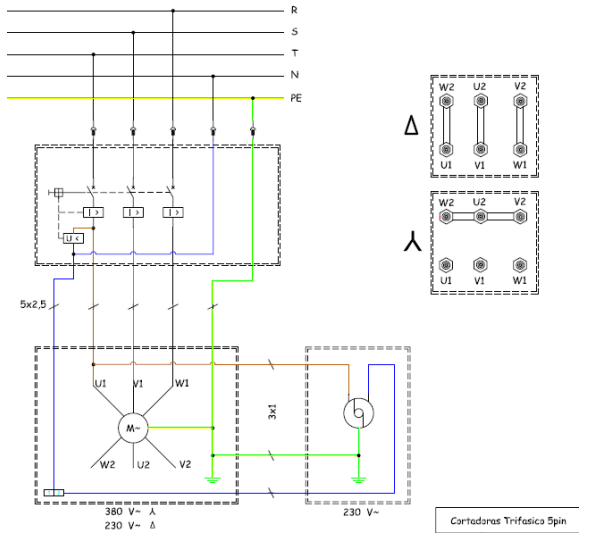 R
S
T
N
PE
W2 U2 V2
Δ
U1 V1 W1
W2 U2 V2
U1 V1 W1
I > I > I >
U <
5x2,5
U1 V1 W1
M~
W2 U2 V2
3x1
380 V~ ⅄
230 V~ Δ
230 V~
Cortadoras Trifasico 5pin